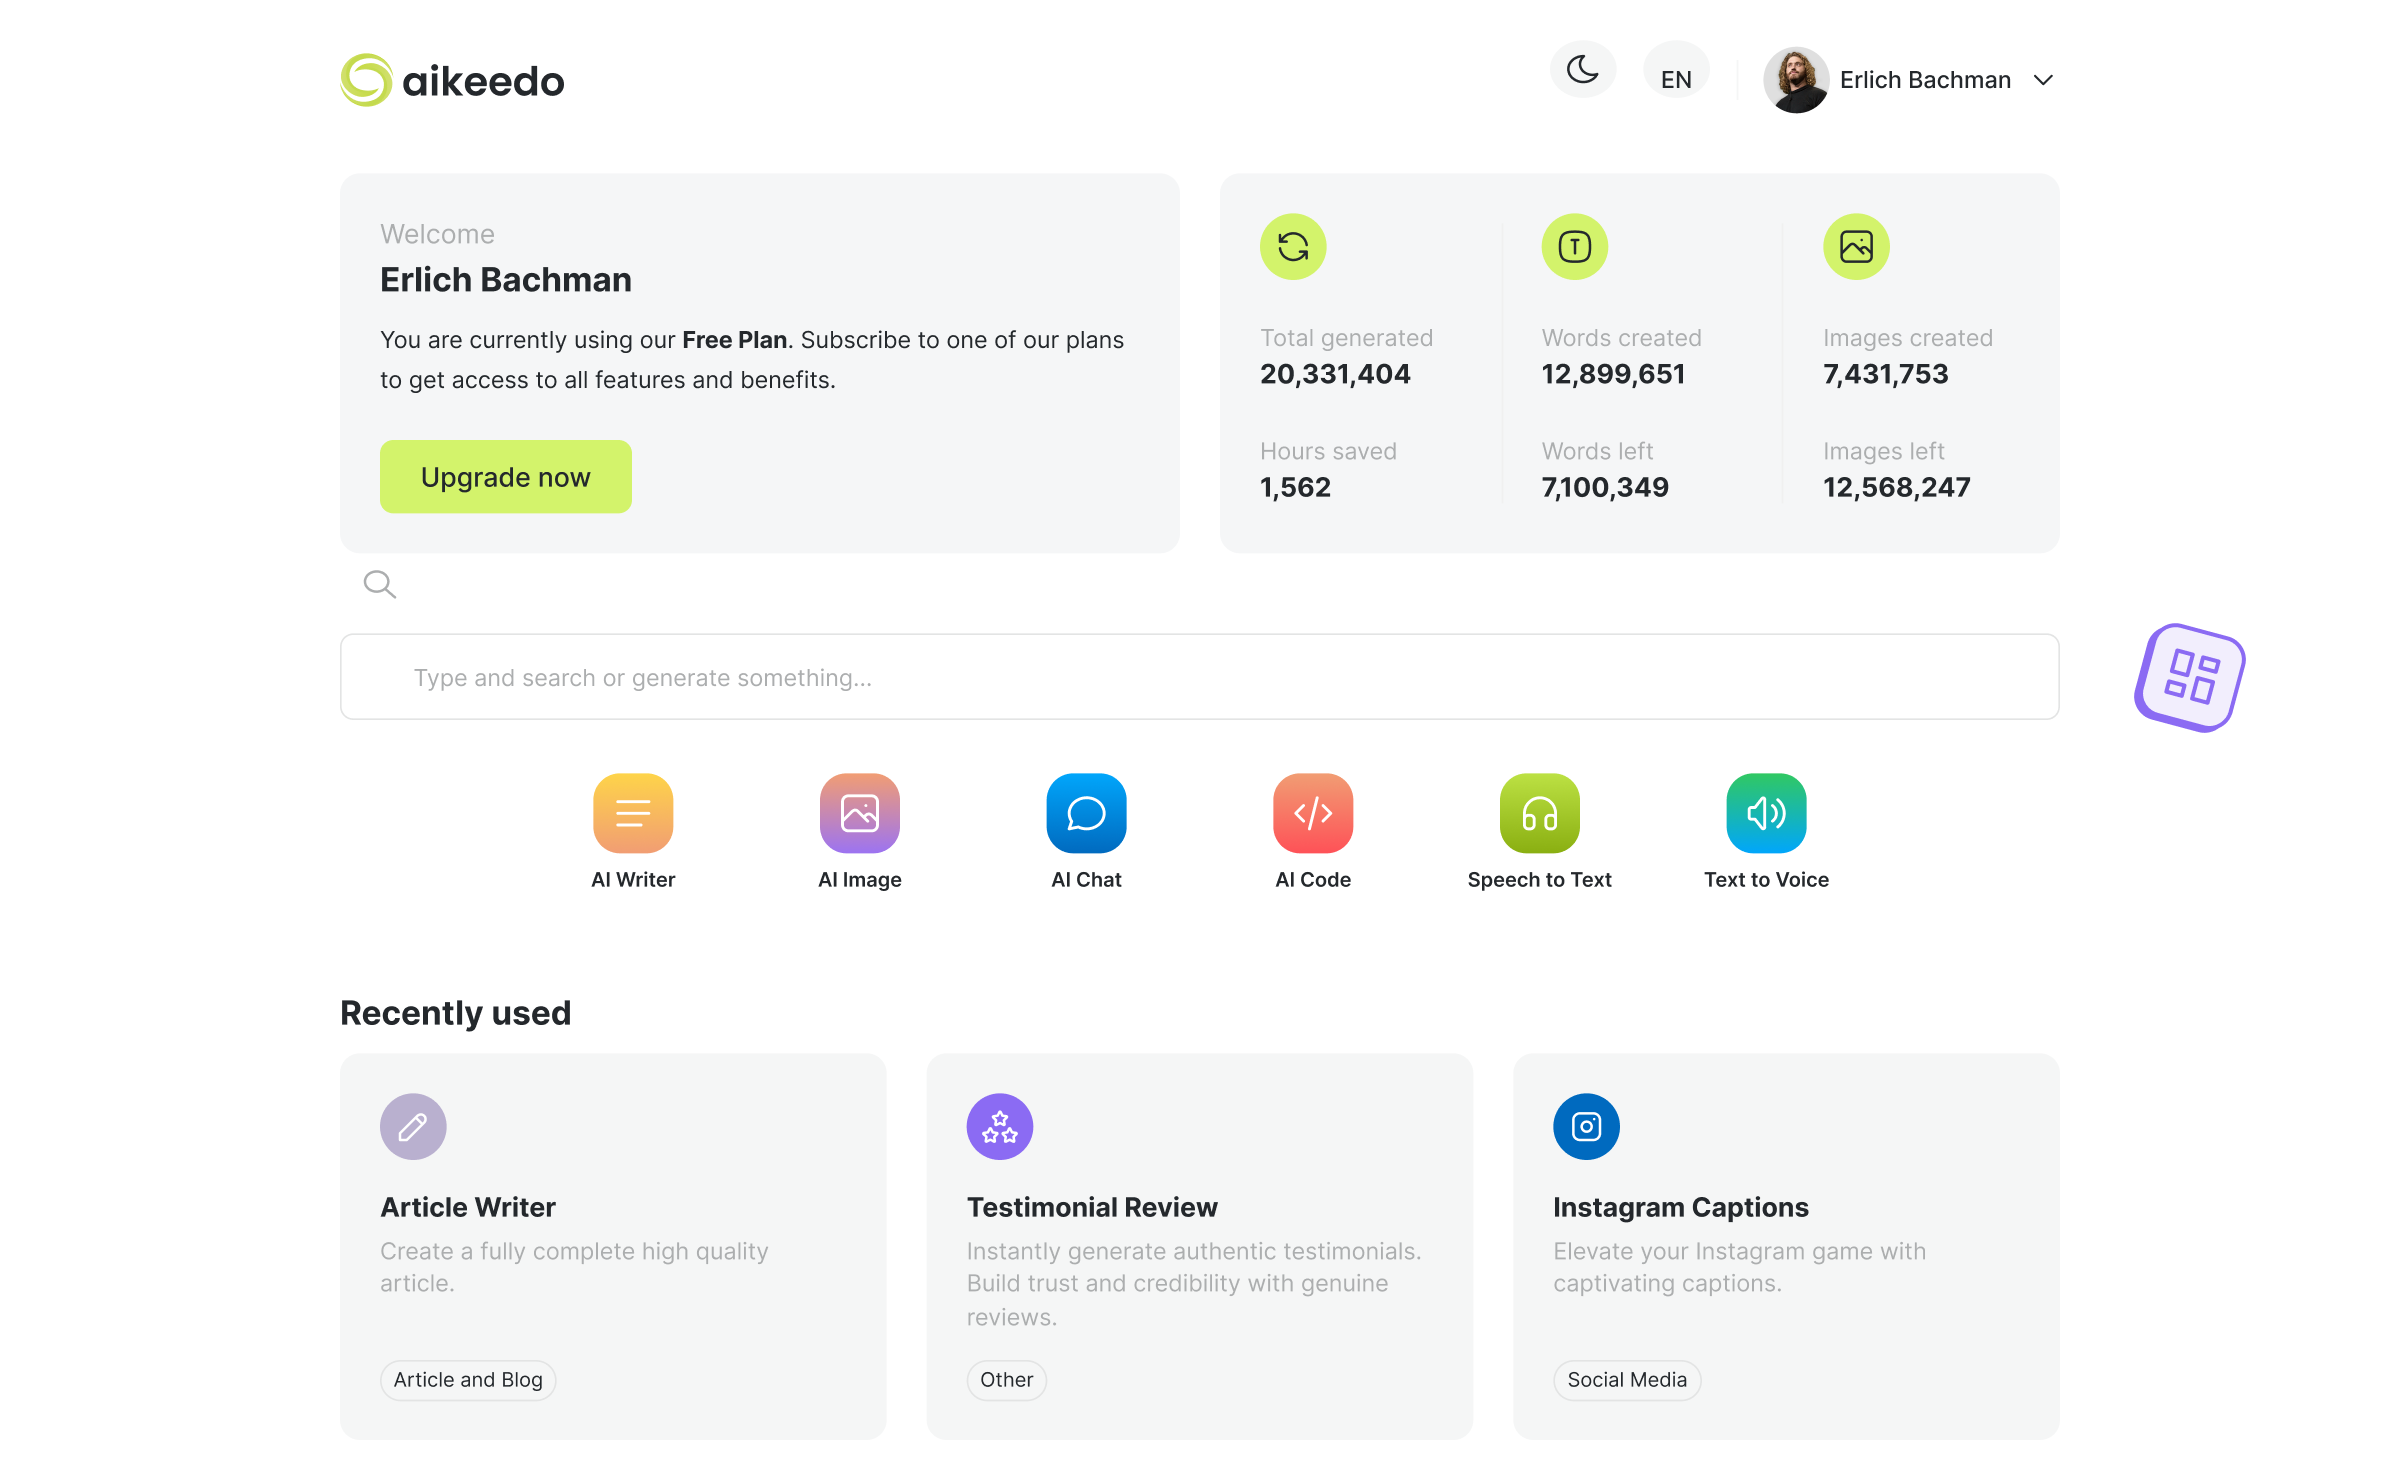 aikeedo
EN
Erlich Bachman
Welcome
Erlich Bachman
You are currently using our Free Plan. Subscribe to one of our plans
to get access to all features and benefits.
Upgrade now
Total generated
20,331,404
Hours saved
1,562
Words created
12,899,651
Words left
7,100,349
Images created
7,431,753
Images left
12,568,247
Type and search or generate something...
AI Writer
AI Image
AI Chat
AI Code
Speech to Text
Text to Voice
Recently used
Article Writer
Create a fully complete high quality
article.
Article and Blog
Testimonial Review
Instantly generate authentic testimonials.
Build trust and credibility with genuine
reviews.
Other
Instagram Captions
Elevate your Instagram game with
captivating captions.
Social Media